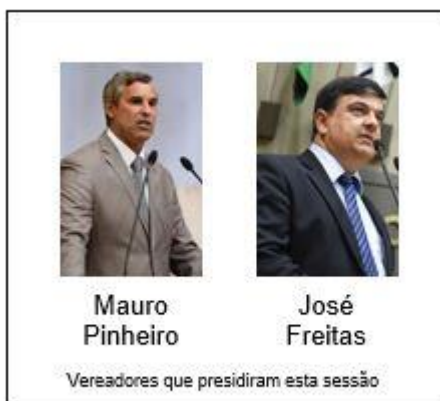 Mauro
Pinheiro
José
Freitas
Vereadores que presidiram esta sessão